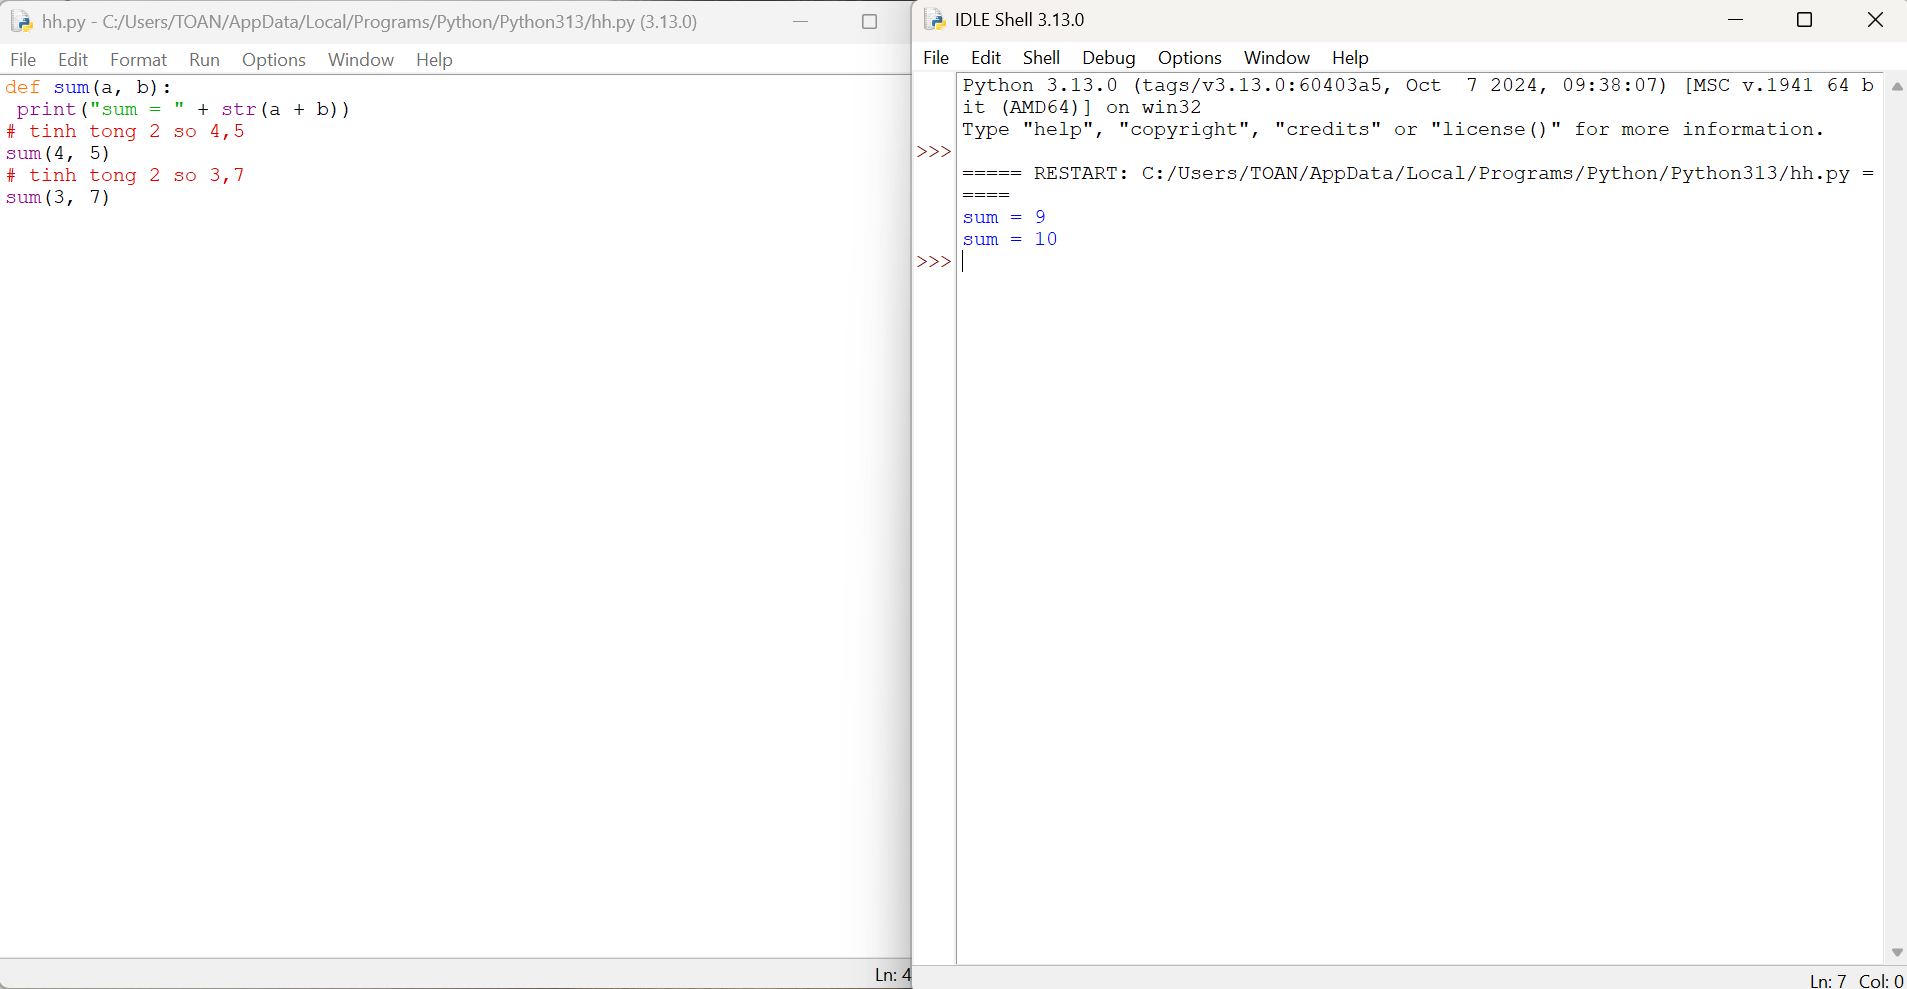 hh.py - C:/Users/TOAN/AppData/Local/Programs/Python/Python313/hh.py (3.13.0)
File Edit Format Run Options Window Help
def sum(a, b):
 print("sum = " + str(a + b))
# tinh tong 2 so 4,5
sum(4, 5)
# tinh tong 2 so 3,7
sum(3, 7)
Ln: 4
IDLE Shell 3.13.0
File Edit Shell Debug Options Window Help
Python 3.13.0 (tags/v3.13.0:60403a5, Oct  7 2024, 09:38:07) [MSC v.1941 64 b
it (AMD64)] on win32
Type "help", "copyright", "credits" or "license()" for more information.
>>>
===== RESTART: C:/Users/TOAN/AppData/Local/Programs/Python/Python313/hh.py =
====
sum = 9
sum = 10
>>>
Ln: 7 Col: 0